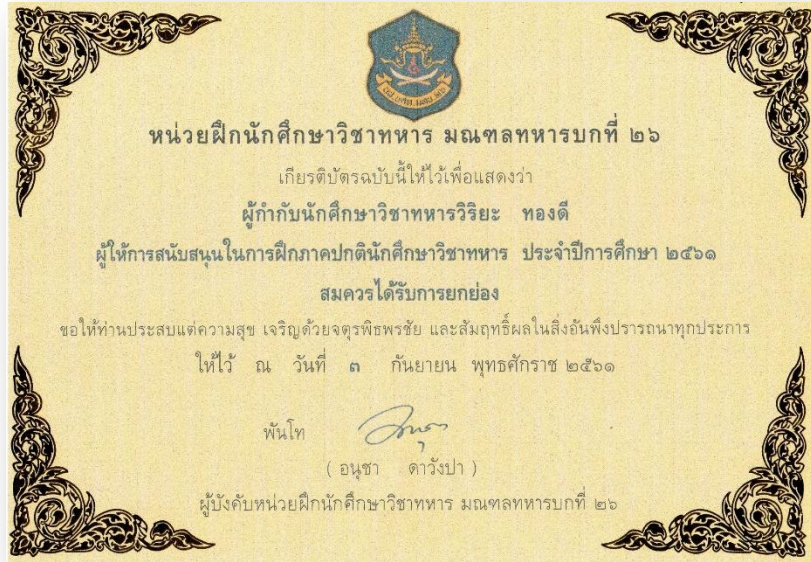 หน่วยฝึกนักศึกษาวิชาทหาร มณฑลทหารบกที่ ๒๖
เกียรติบัตรฉบับนี้ให้ไว้เพื่อแสดงว่า
ผู้กำกับนักศึกษาวิชาทหารวิริยะ ทองดี
ผู้ให้การสนับสนุนในการฝึกภาคปกตินักศึกษาวิชาทหาร ประจำปีการศึกษา ๒๕๖๑
สมควรได้รับการยกย่อง
ขอให้ท่านประสบแต่ความสุข เจริญด้วยจตุรพิธพรชัย และสัมฤทธิ์ผลในสิ่งอันพึงปรารถนาทุกประการ
ให้ไว้ ณ วันที่ ๓ กันยายน พุทธศักราช ๒๕๖๑
พันโท
( อนุชา ดาวังปา )
ผู้บังคับหน่วยฝึกนักศึกษาวิชาทหาร มณฑลทหารบกที่ ๒๖